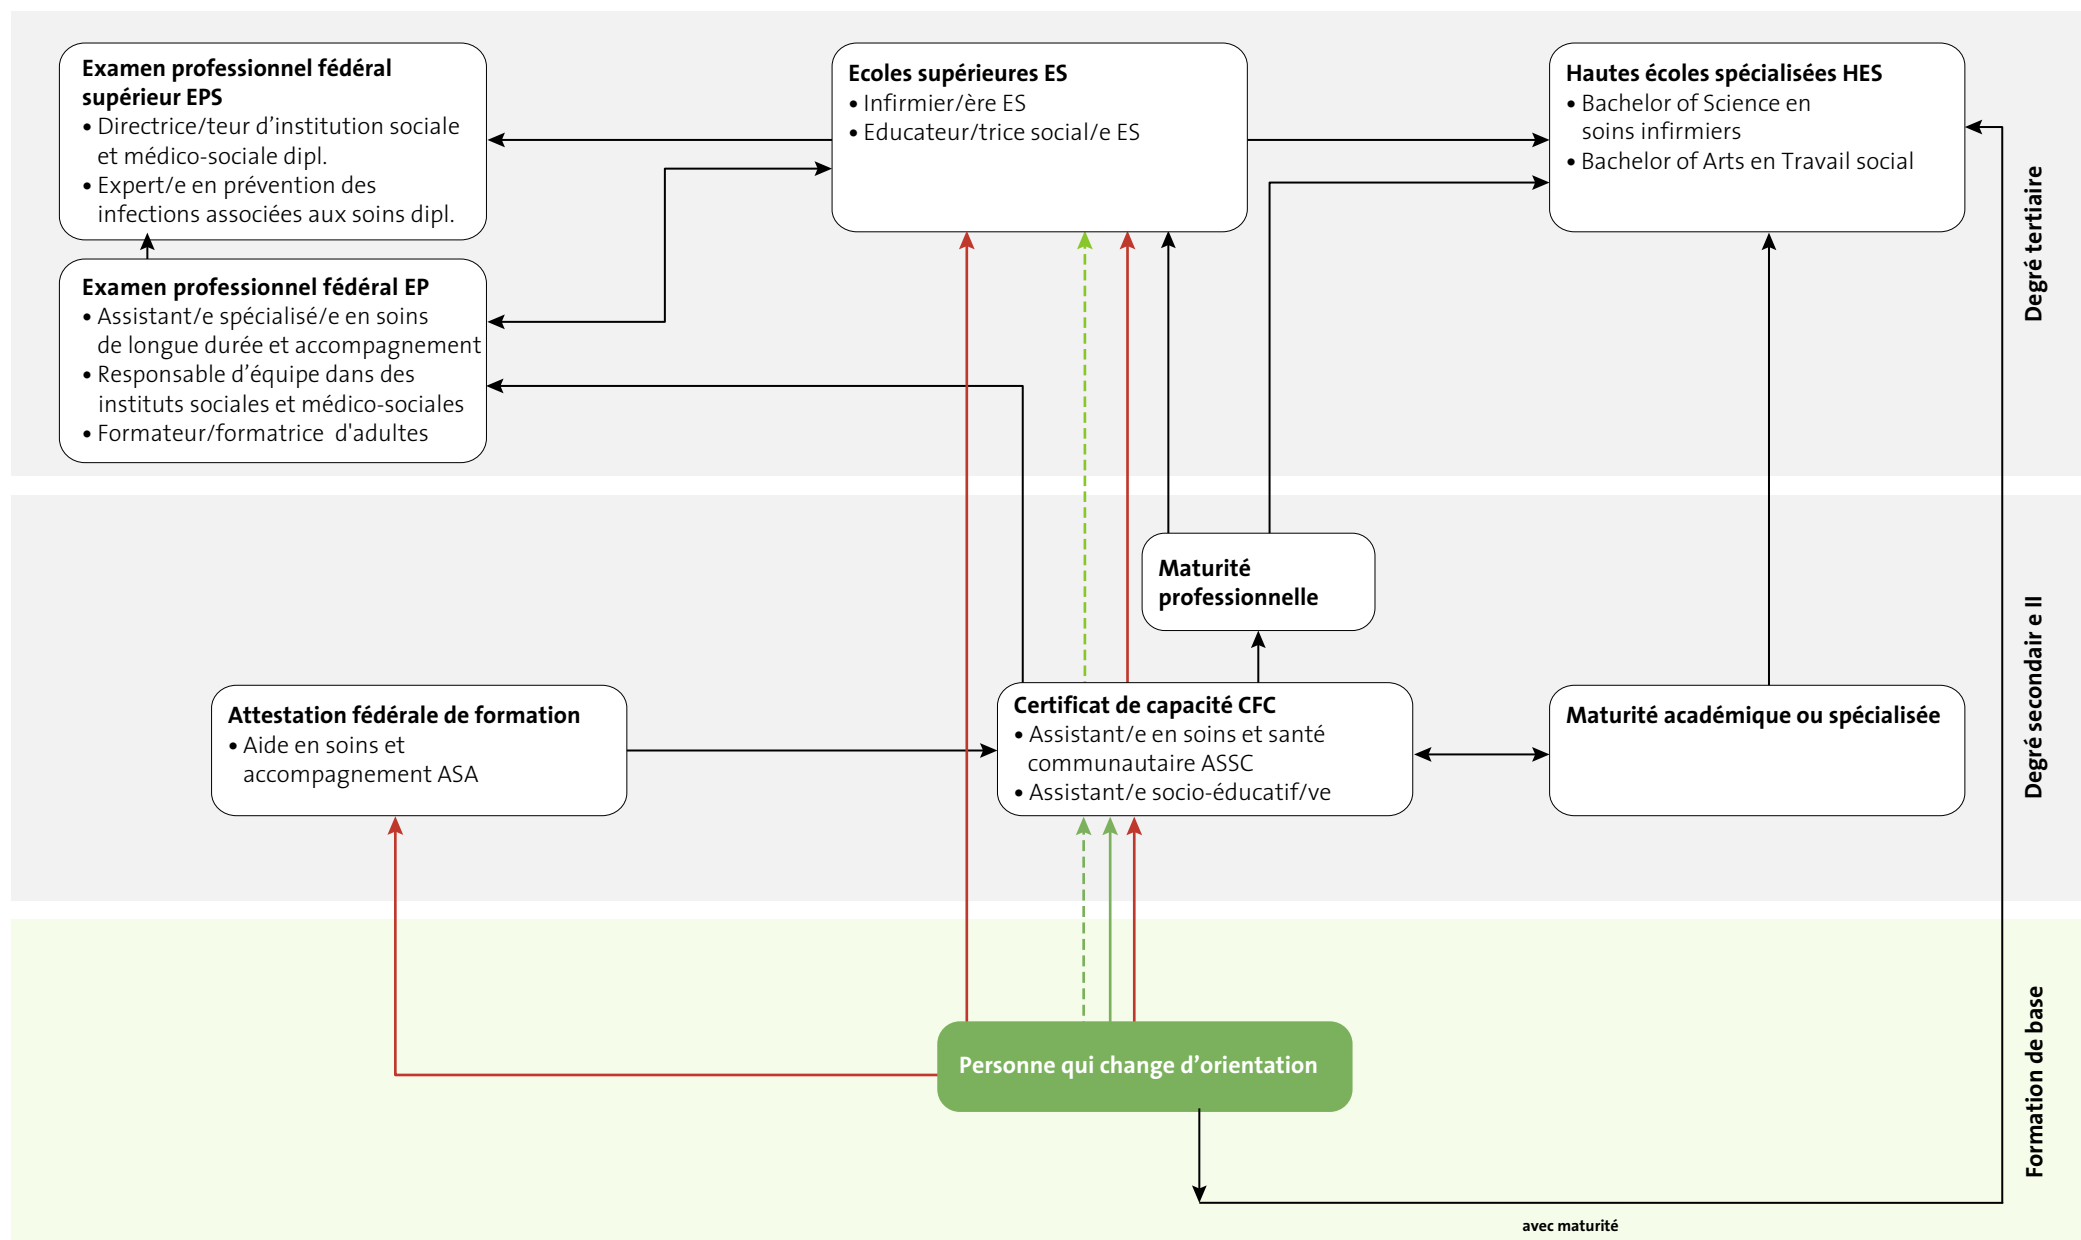 Examen professionnel fédéral
supérieur EPS
• Directrice/teur d’institution sociale
et médico-sociale dipl.
• Expert/e en prévention des
infections associées aux soins dipl.
Ecoles supérieures ES
• Infirmier/ère ES
• Educateur/trice social/e ES
Hautes écoles spécialisées HES
• Bachelor of Science en
soins infirmiers
• Bachelor of Arts en Travail social
Degré tertiaire
Examen professionnel fédéral EP
• Assistant/e spécialisé/e en soins
de longue durée et accompagnement
• Responsable d’équipe dans des
instituts sociales et médico-sociales
• Formateur/formatrice d'adultes
Maturité
professionnelle
Degré secondair e II
Attestation fédérale de formation
• Aide en soins et
accompagnement ASA
Certificat de capacité CFC
• Assistant/e en soins et santé
communautaire ASSC
• Assistant/e socio-éducatif/ve
Maturité académique ou spécialisée
Personne qui change d’orientation
Formation de base
avec maturité